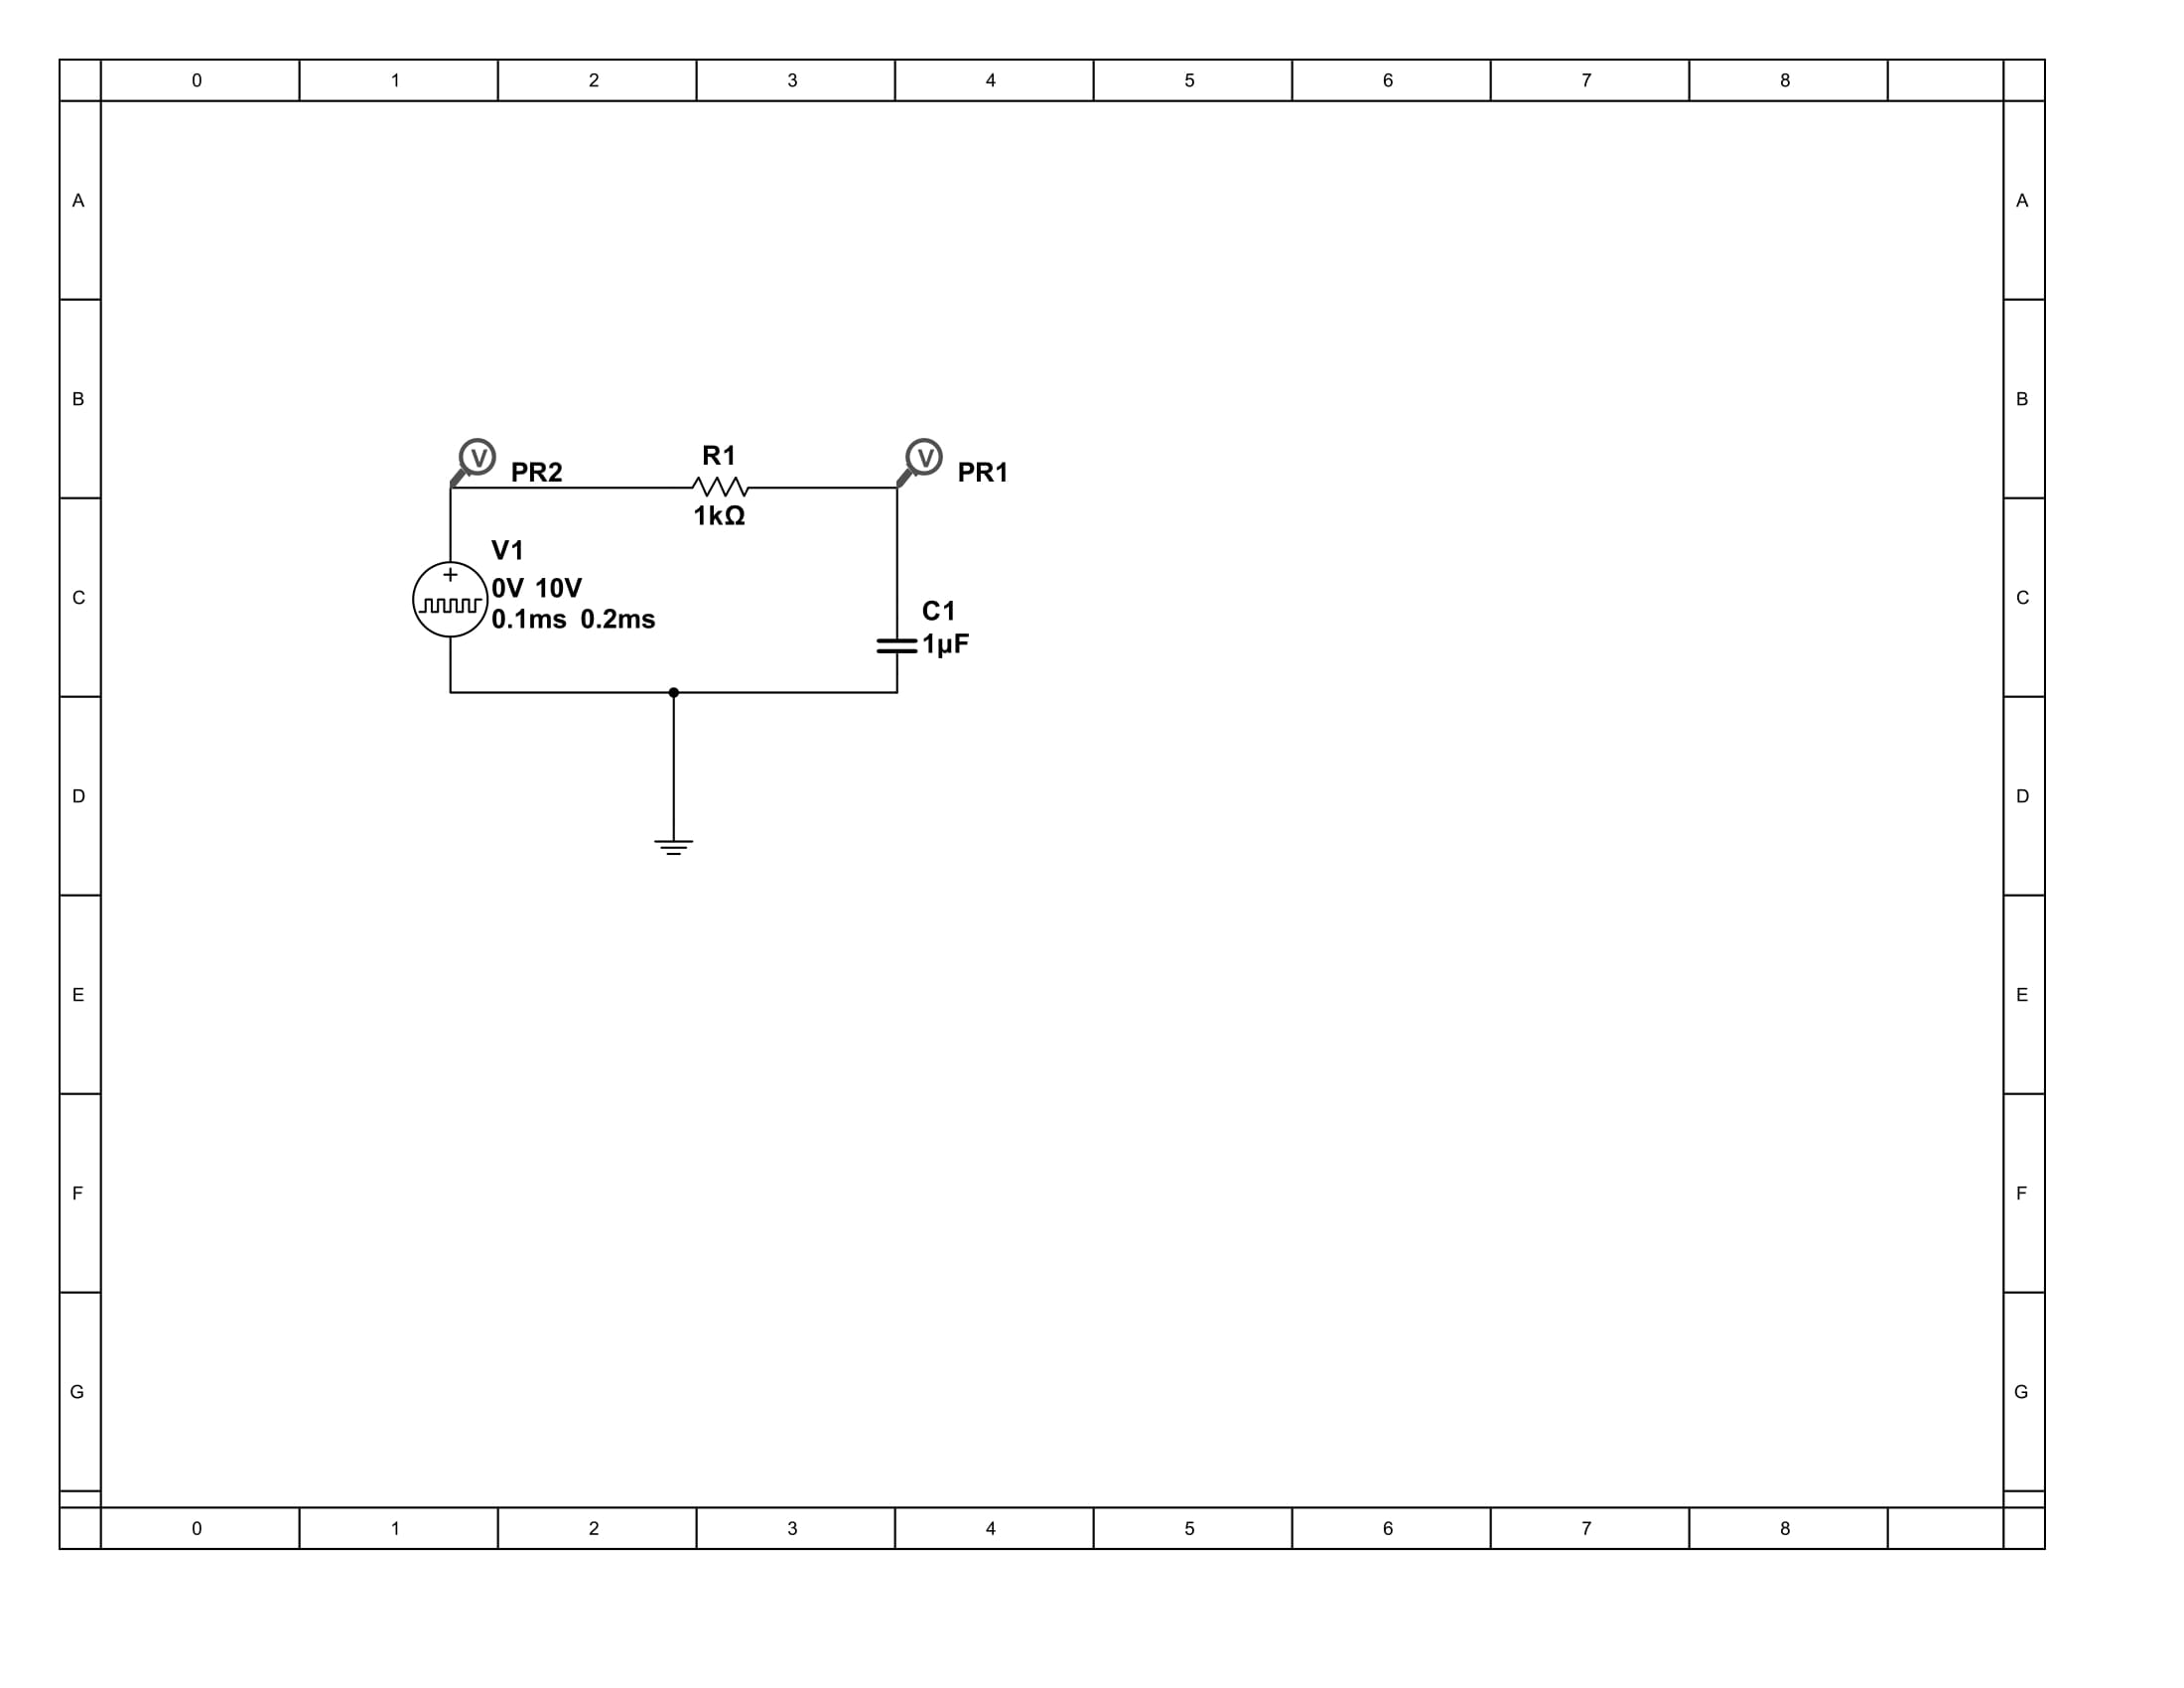 0 1 2 3 4 5 6 7 8
A A
B B
V PR2 R1 V PR1
1kΩ
V1
0V 10V
C C
0.1ms 0.2ms
C1
1µF
D D
E E
F F
G G
0 1 2 3 4 5 6 7 8